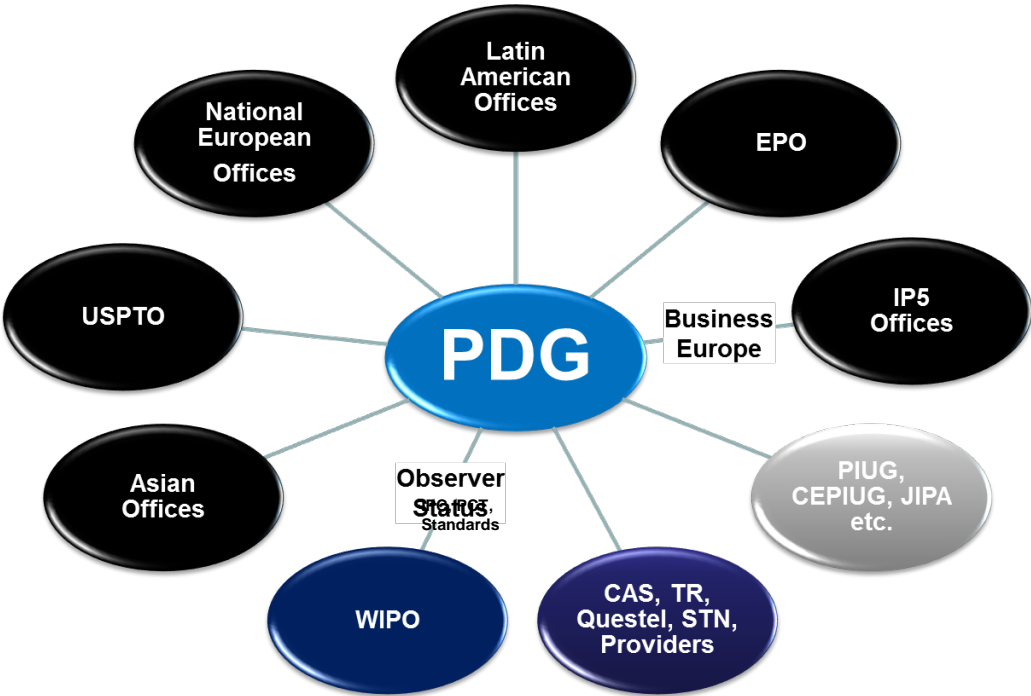 Latin
American
Offices
National
European
Offices
EPO
USPTO
IP5
Offices
PDG
Business
Europe
Asian
Offices
PIUG,
CEPIUG, JIPA
etc.
Observer
Status
PCT,
Standards
WIPO
CAS, TR,
Questel, STN,
Providers